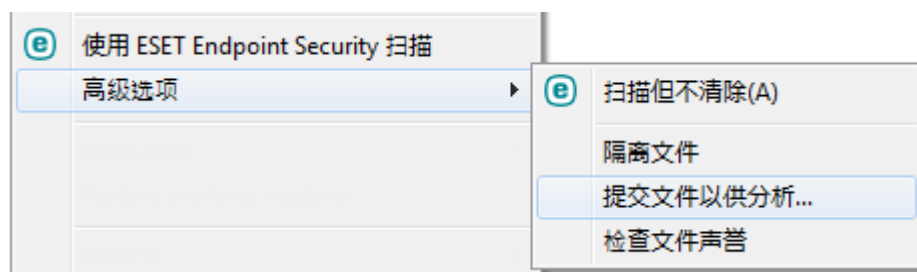 使用 ESET Endpoint Security 扫描
高级选项
扫描但不清除(A)
隔离文件
提交文件以供分析...
检查文件声誉